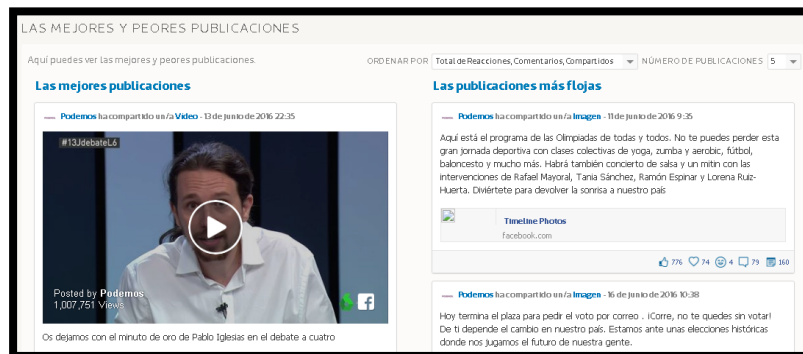 LAS MEJORES Y PEORES PUBLICACIONES
Aquí puedes ver las mejores y peores publicaciones.
ORDENAR POR Total de Reacciones, Comentarios, Compartidos NÚMERO DE PUBLICACIONES 5
Las mejores publicaciones
Podemos ha compartido un/a Video - 13 de junio de 2016 22:35
#13JdebateL6
Posted by Podemos
1,007,751 Views
Os dejamos con el minuto de oro de Pablo Iglesias en el debate a cuatro
Las publicaciones más flojas
Podemos ha compartido un/a Imagen - 11 de junio de 2016 9:35
Aquí está el programa de las Olimpiadas de todas y todos. No te puedes perder esta
gran jornada deportiva con clases colectivas de yoga, zumba y aerobic, fútbol,
baloncesto y mucho más. Habrá también concierto de salsa y un mitin con las
intervenciones de Rafael Mayoral, Tania Sánchez, Ramón Espinar y Lorena Ruiz-
Huerta. Diviértete para devolver la sonrisa a nuestro país
Timeline Photos
facebook.com
776 74 4 79 160
Podemos ha compartido un/a Imagen - 16 de junio de 2016 10:38
Hoy termina el plaza para pedir el voto por correo . ¡Corre, no te quedes sin votar!
De ti depende el cambio en nuestro país. Estamos ante unas elecciones históricas
donde nos jugamos el futuro de nuestra gente.